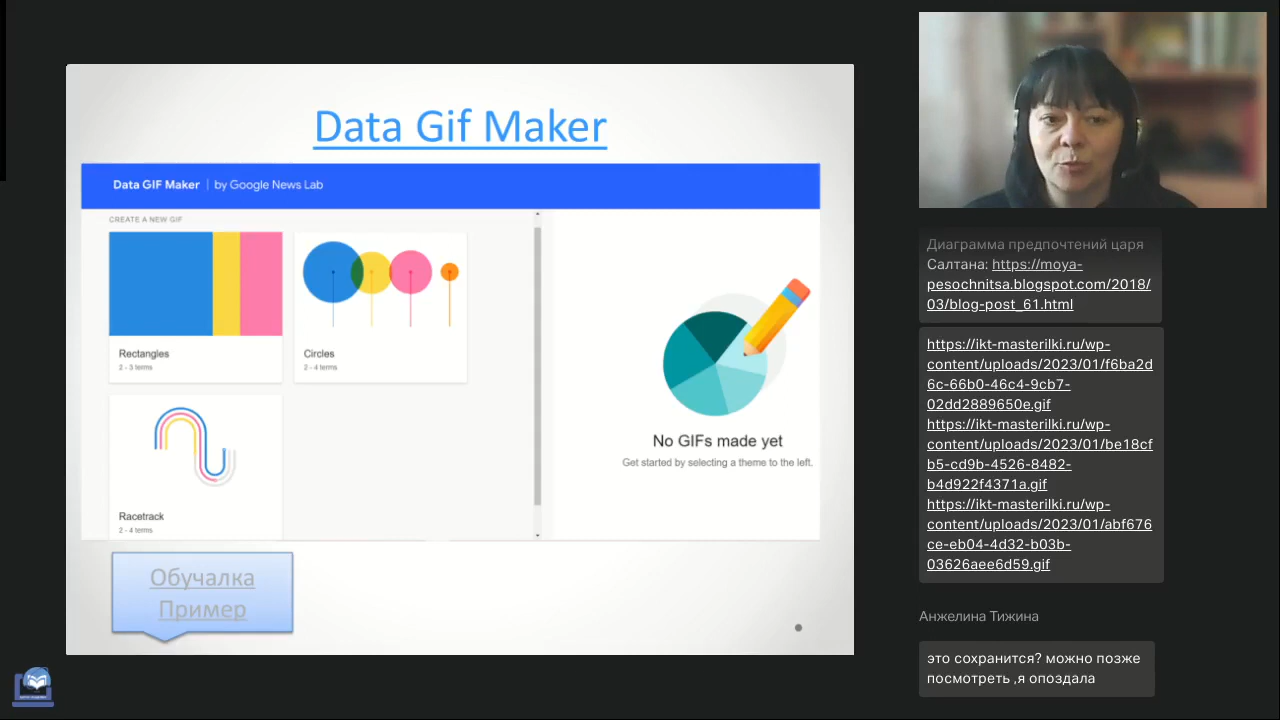 Data Gif Maker
Data GIF Maker | by Google News Lab
CREATE A NEW GIF
Rectangles
2 - 3 terms
Circles
2 - 4 terms
Racetrack
2 - 4 terms
No GIFs made yet
Get started by selecting a theme to the left.
Обучалка
Пример
Диаграмма предпочтений царя
Салтана: https://moya-
pesochnitsa.blogspot.com/2018/
03/blog-post_61.html
https://ikt-masterilki.ru/wp-
content/uploads/2023/01/f6ba2d
6c-66b0-46c4-9cb7-
02dd2889650e.gif
https://ikt-masterilki.ru/wp-
content/uploads/2023/01/be18cf
b5-cd9b-4526-8482-
b4d922f4371a.gif
https://ikt-masterilki.ru/wp-
content/uploads/2023/01/abf676
ce-eb04-4d32-b03b-
03626aee6d59.gif
Анжелина Тижина
это сохранится? можно позже
посмотреть ,я опоздала